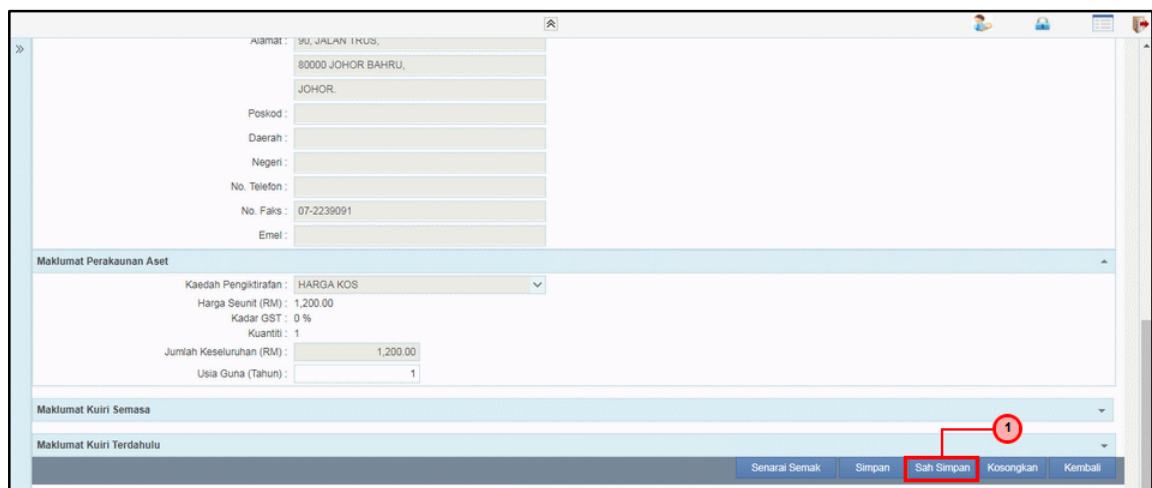 Alamat : 90, JALAN TRUS,
80000 JOHOR BAHRU,
JOHOR.
Poskod :
Daerah :
Negeri :
No. Telefon :
No. Faks : 07-2239091
Emel :
Maklumat Perakaunan Aset
Kaedah Pengiktirafan : HARGA KOS
Harga Seunit (RM) : 1,200.00
Kadar GST : 0 %
Kuantiti : 1
Jumlah Keseluruhan (RM) : 1,200.00
Usia Guna (Tahun) : 1
Maklumat Kuiri Semasa
1
Maklumat Kuiri Terdahulu
Senarai Semak Simpan Sah Simpan Kosongkan Kembali